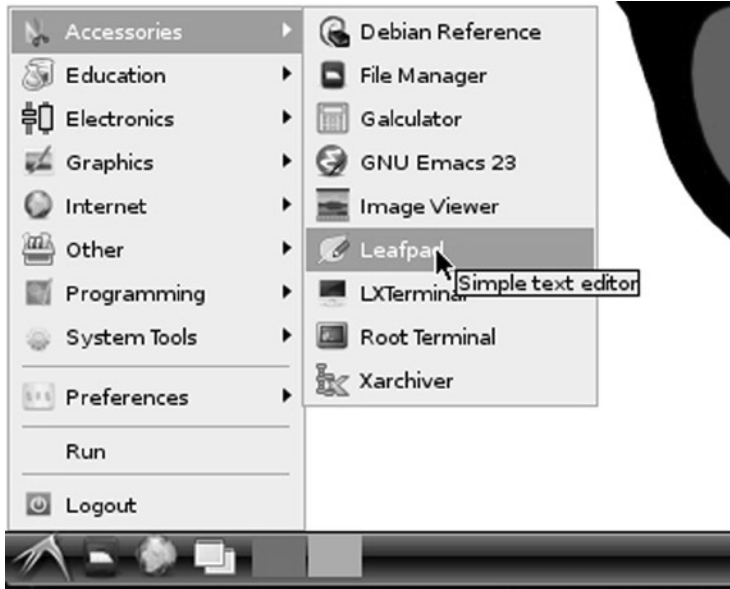 Accessories
Education
Electronics
Graphics
Internet
Other
Programming
System Tools
Preferences
Run
Logout
Debian Reference
File Manager
Galculator
GNU Emacs 23
Image Viewer
Leafpad
Simple text editor
LXTerminal
Root Terminal
Xarchiver